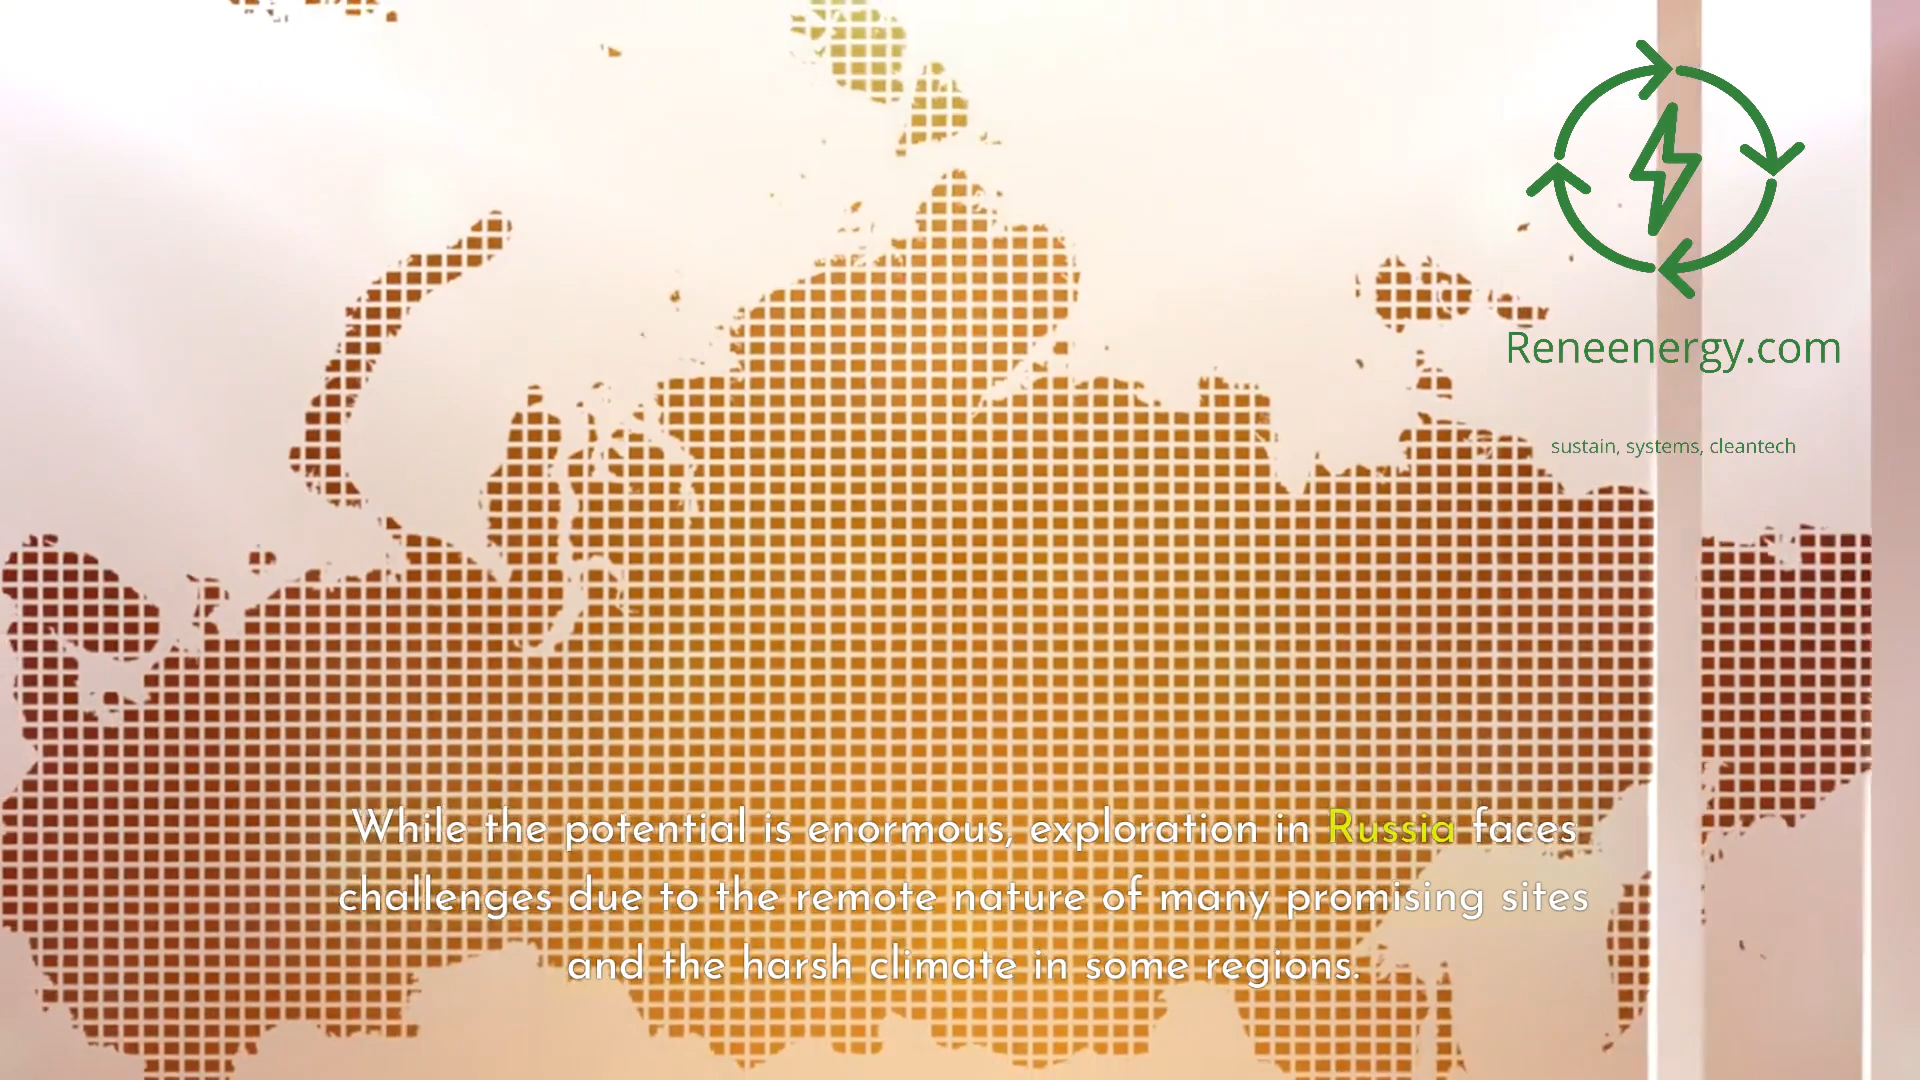 Reneenergy.com
sustain, systems, cleantech
While the potential is enormous, exploration in Russia faces
challenges due to the remote nature of many promising sites
and the harsh climate in some regions.